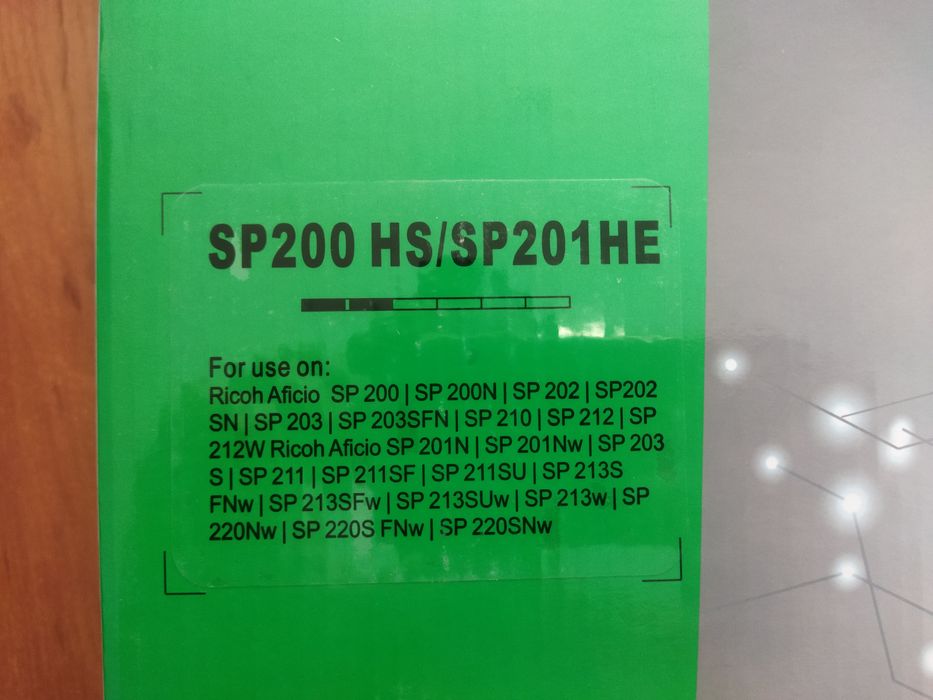 SP200 HS/SP201HE
For use on:
Ricoh Aficio SP 200 | SP 200N | SP 202 | SP202
SN | SP 203 | SP 203SFN | SP 210 | SP 212 | SP
212W Ricoh Aficio SP 201N | SP 201Nw | SP 203
S | SP 211 | SP 211SF | SP 211SU | SP 213S
FNw | SP 213SFw | SP 213SUw | SP 213w | SP
220Nw | SP 220S FNw | SP 220SNw